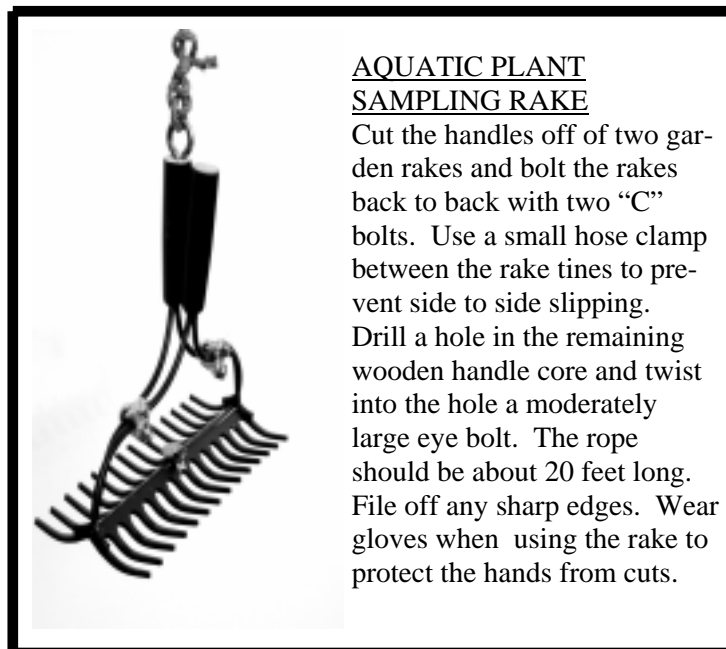 AQUATIC PLANT
SAMPLING RAKE
Cut the handles off of two gar-
den rakes and bolt the rakes
back to back with two “C”
bolts.  Use a small hose clamp
between the rake tines to pre-
vent side to side slipping.
Drill a hole in the remaining
wooden handle core and twist
into the hole a moderately
large eye bolt.  The rope
should be about 20 feet long.
File off any sharp edges.  Wear
gloves when  using the rake to
protect the hands from cuts.